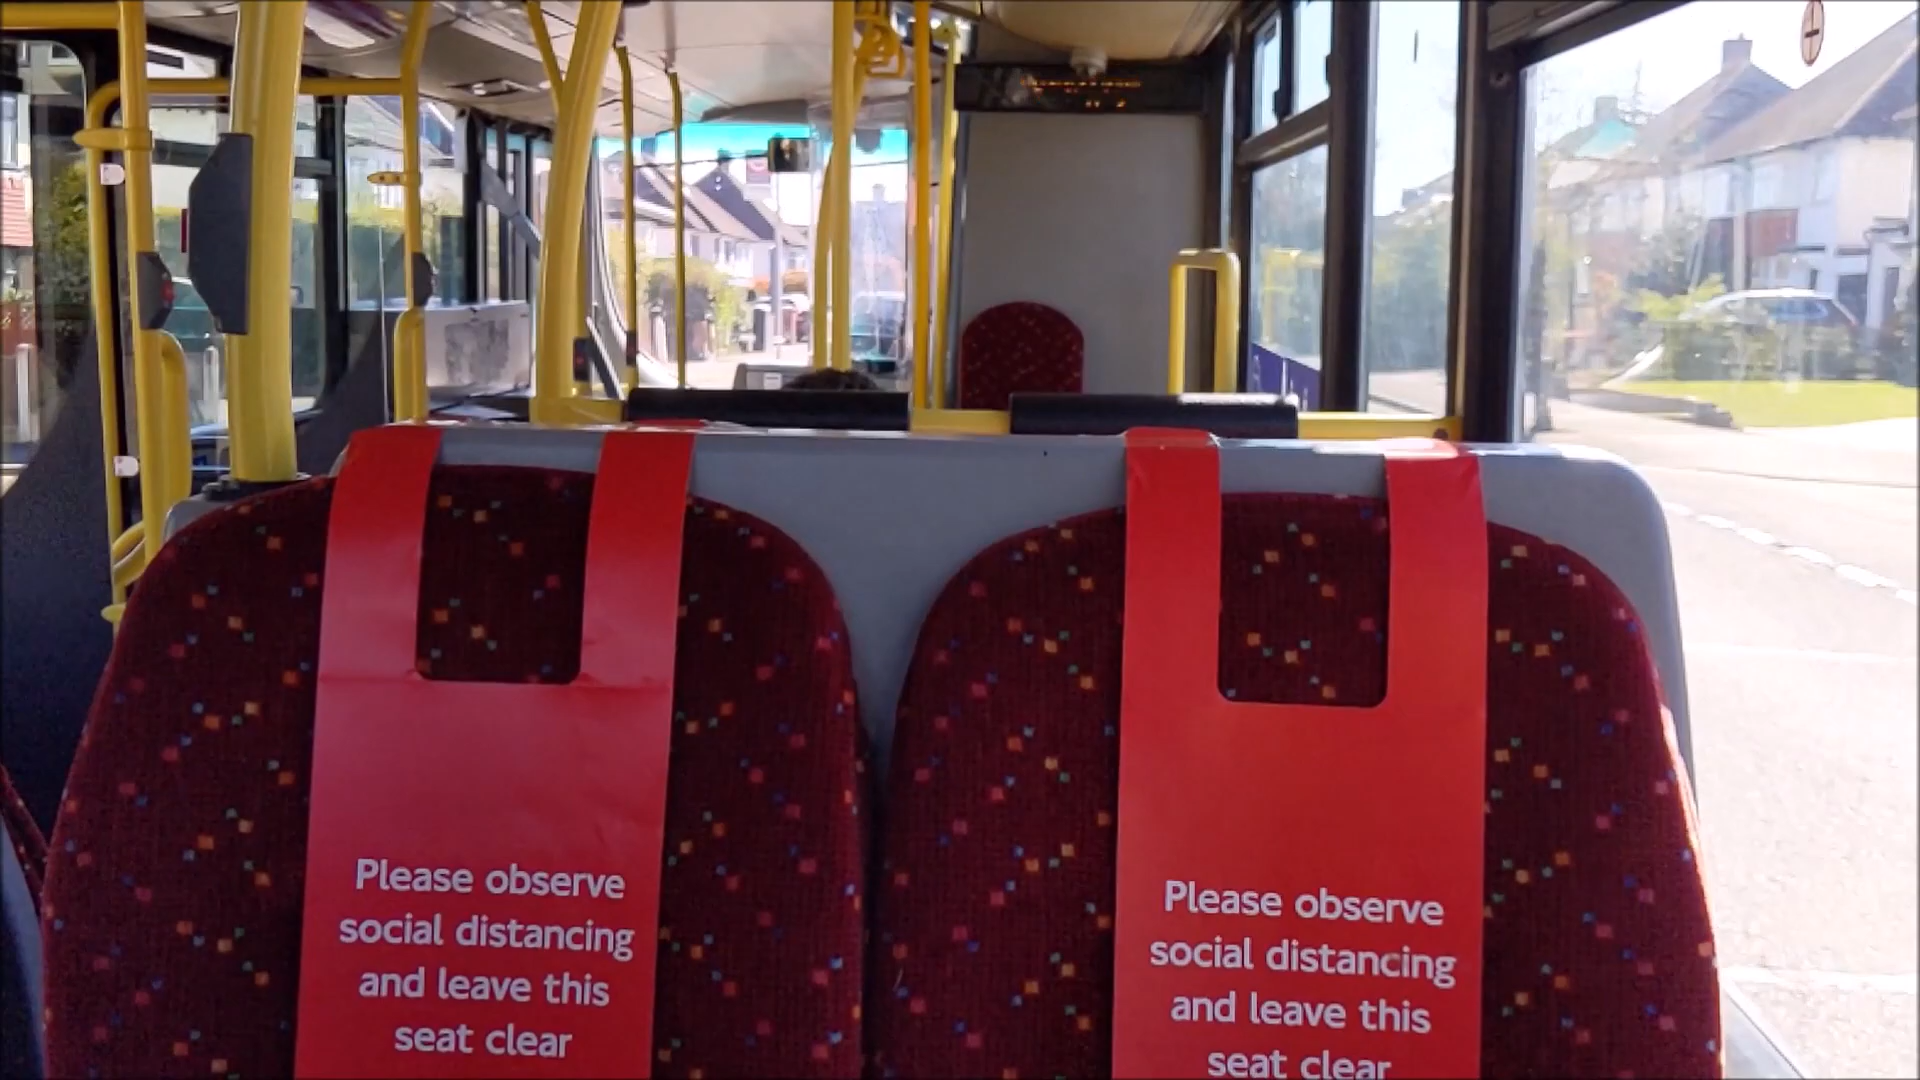 Please observe
social distancing
and leave this
seat clear
Please observe
social distancing
and leave this
seat clear